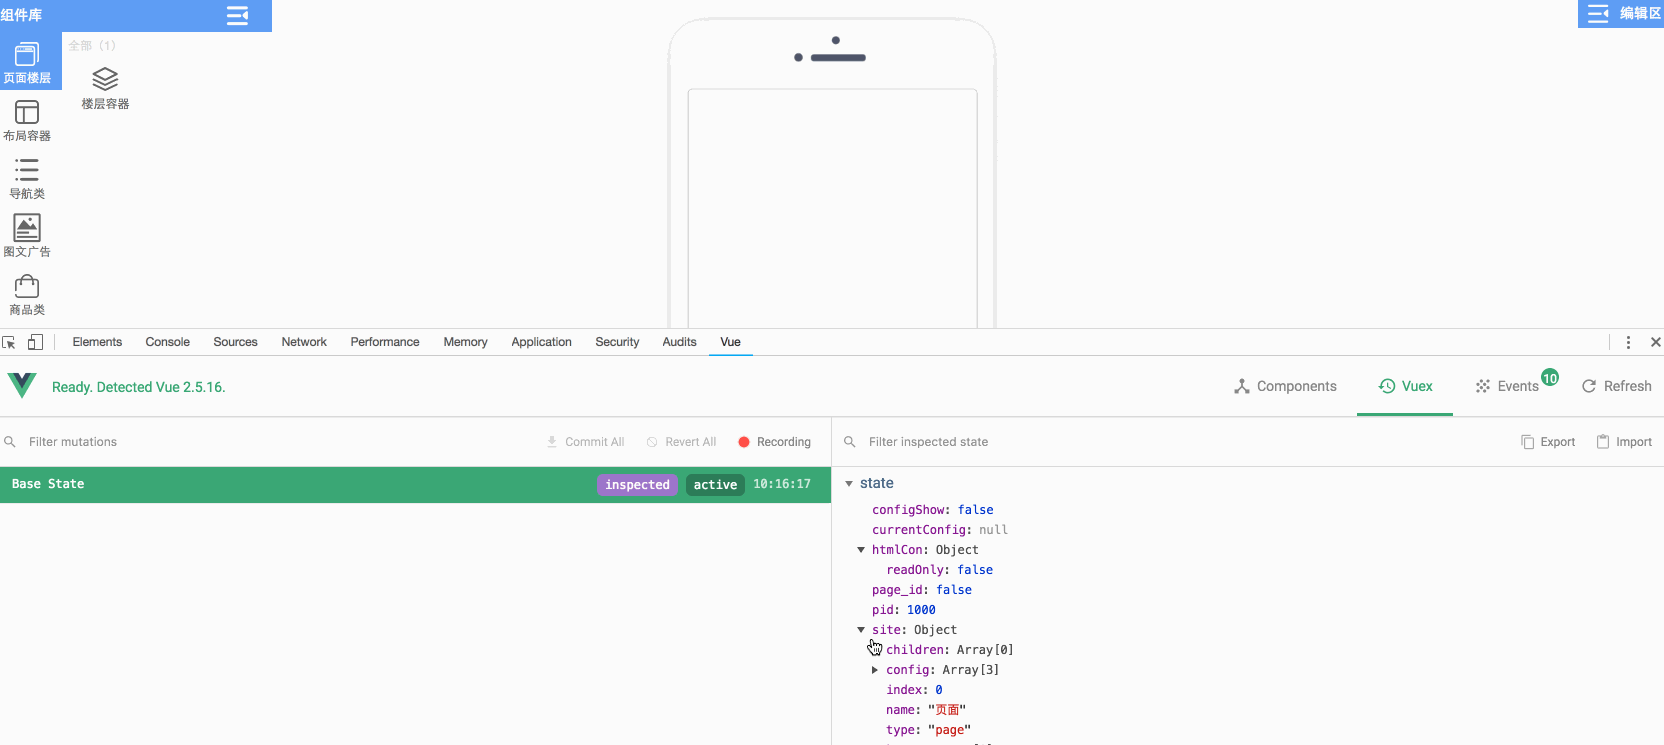 组件库
编辑区
全部（1）
页面楼层
楼层容器
布局容器
导航类
图文广告
商品类
Elements Console Sources Network Performance Memory Application Security Audits Vue
Ready. Detected Vue 2.5.16.
Components Vuex Events 10 Refresh
Filter mutations Commit All Revert All Recording
Filter inspected state Export Import
Base State inspected active 10:16:17
state
configShow: false
currentConfig: null
htmlCon: Object
readOnly: false
page_id: false
pid: 1000
site: Object
children: Array[0]
config: Array[3]
index: 0
name: "页面"
type: "page"